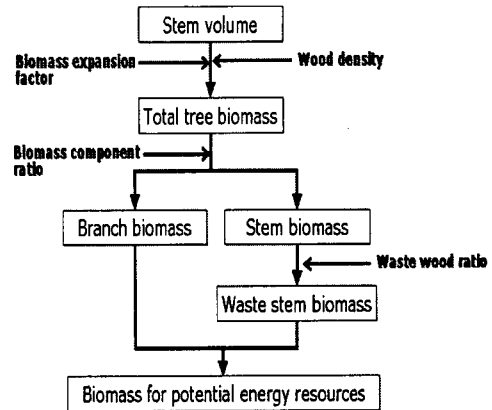 Stem volume
Biomass expansion
factor
Wood density
Total tree biomass
Biomass component
ratio
Branch biomass
Stem biomass
Waste wood ratio
Waste stem biomass
Biomass for potential energy resources